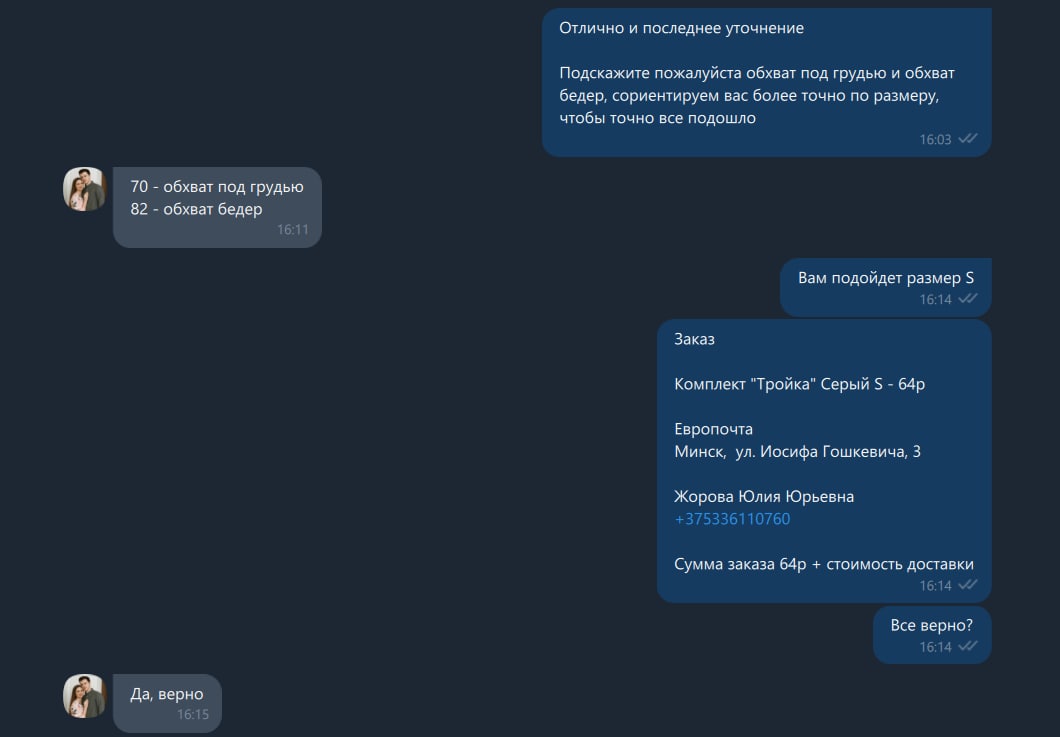 Отлично и последнее уточнение
Подскажите пожалуйста обхват под грудью и обхват
бедер, сориентируем вас более точно по размеру,
чтобы точно все подошло
16:03
70 - обхват под грудью
82 - обхват бедер
16:11
Вам подойдет размер S
16:14
Заказ
Комплект "Тройка" Серый S - 64р
Европочта
Минск,  ул. Иосифа Гошкевича, 3
Жорова Юлия Юрьевна
+375336110760
Сумма заказа 64р + стоимость доставки
16:14
Все верно?
16:14
Да, верно
16:15